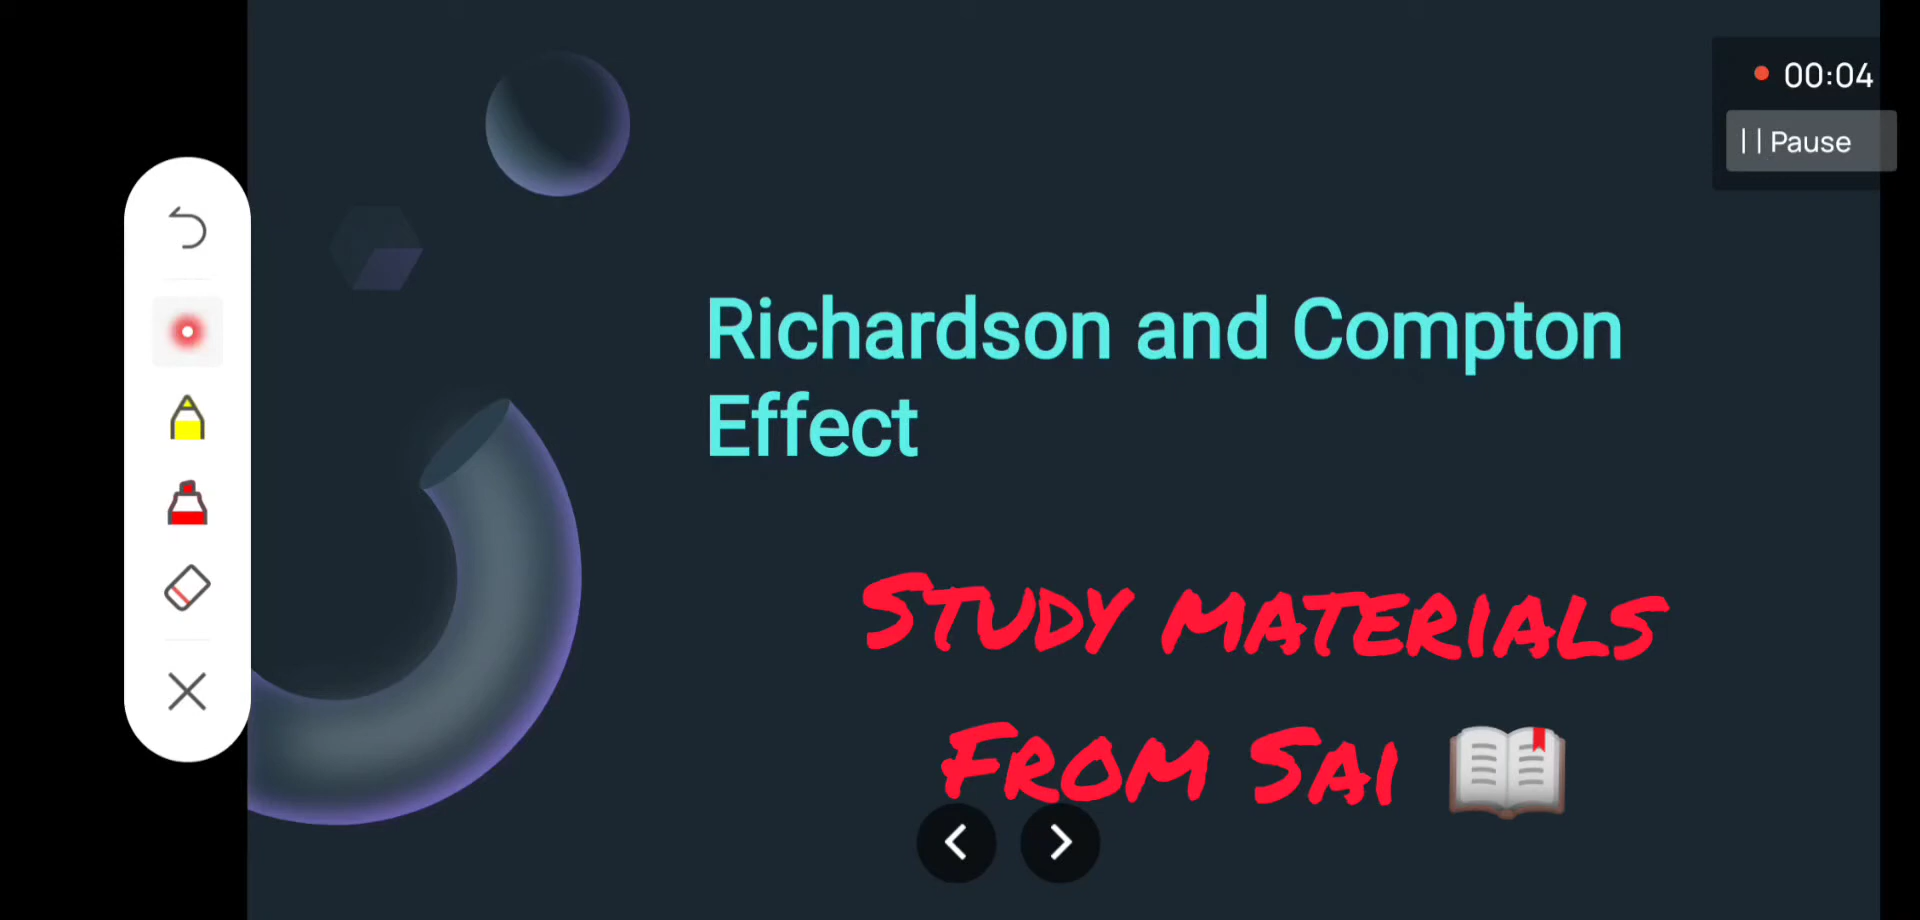 00:04
Pause
Richardson and Compton
Effect
STUDY MATERIALS
FROM SAI